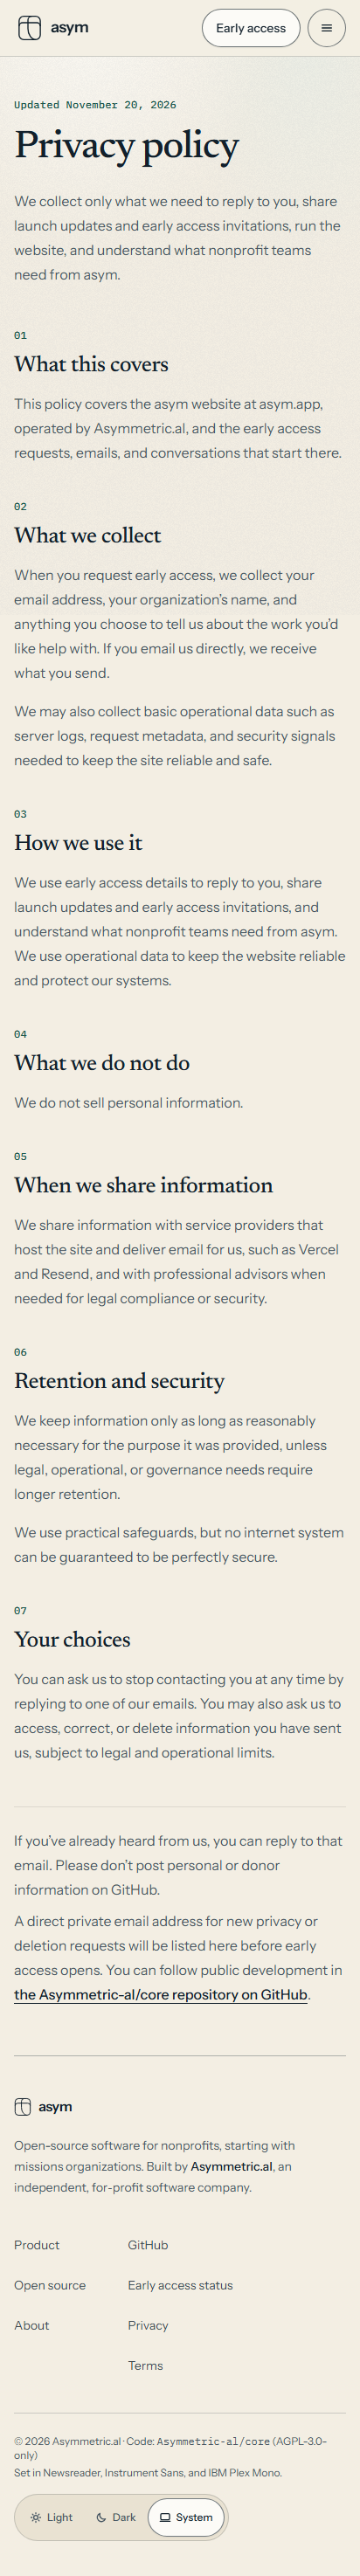 asym
Early access
Updated November 20, 2026
Privacy policy
We collect only what we need to reply to you, share
launch updates and early access invitations, run the
website, and understand what nonprofit teams
need from asym.
01
What this covers
This policy covers the asym website at asym.app,
operated by Asymmetric.al, and the early access
requests, emails, and conversations that start there.
02
What we collect
When you request early access, we collect your
email address, your organization’s name, and
anything you choose to tell us about the work you’d
like help with. If you email us directly, we receive
what you send.
We may also collect basic operational data such as
server logs, request metadata, and security signals
needed to keep the site reliable and safe.
03
How we use it
We use early access details to reply to you, share
launch updates and early access invitations, and
understand what nonprofit teams need from asym.
We use operational data to keep the website reliable
and protect our systems.
04
What we do not do
We do not sell personal information.
05
When we share information
We share information with service providers that
host the site and deliver email for us, such as Vercel
and Resend, and with professional advisors when
needed for legal compliance or security.
06
Retention and security
We keep information only as long as reasonably
necessary for the purpose it was provided, unless
legal, operational, or governance needs require
longer retention.
We use practical safeguards, but no internet system
can be guaranteed to be perfectly secure.
07
Your choices
You can ask us to stop contacting you at any time by
replying to one of our emails. You may also ask us to
access, correct, or delete information you have sent
us, subject to legal and operational limits.
If you’ve already heard from us, you can reply to that
email. Please don’t post personal or donor
information on GitHub.
A direct private email address for new privacy or
deletion requests will be listed here before early
access opens. You can follow public development in
the Asymmetric-al/core repository on GitHub.
asym
Open-source software for nonprofits, starting with
missions organizations. Built by Asymmetric.al, an
independent, for-profit software company.
Product
Open source
About
GitHub
Early access status
Privacy
Terms
© 2026 Asymmetric.al · Code: Asymmetric-al/core (AGPL-3.0-
only)
Set in Newsreader, Instrument Sans, and IBM Plex Mono.
Light
Dark
System